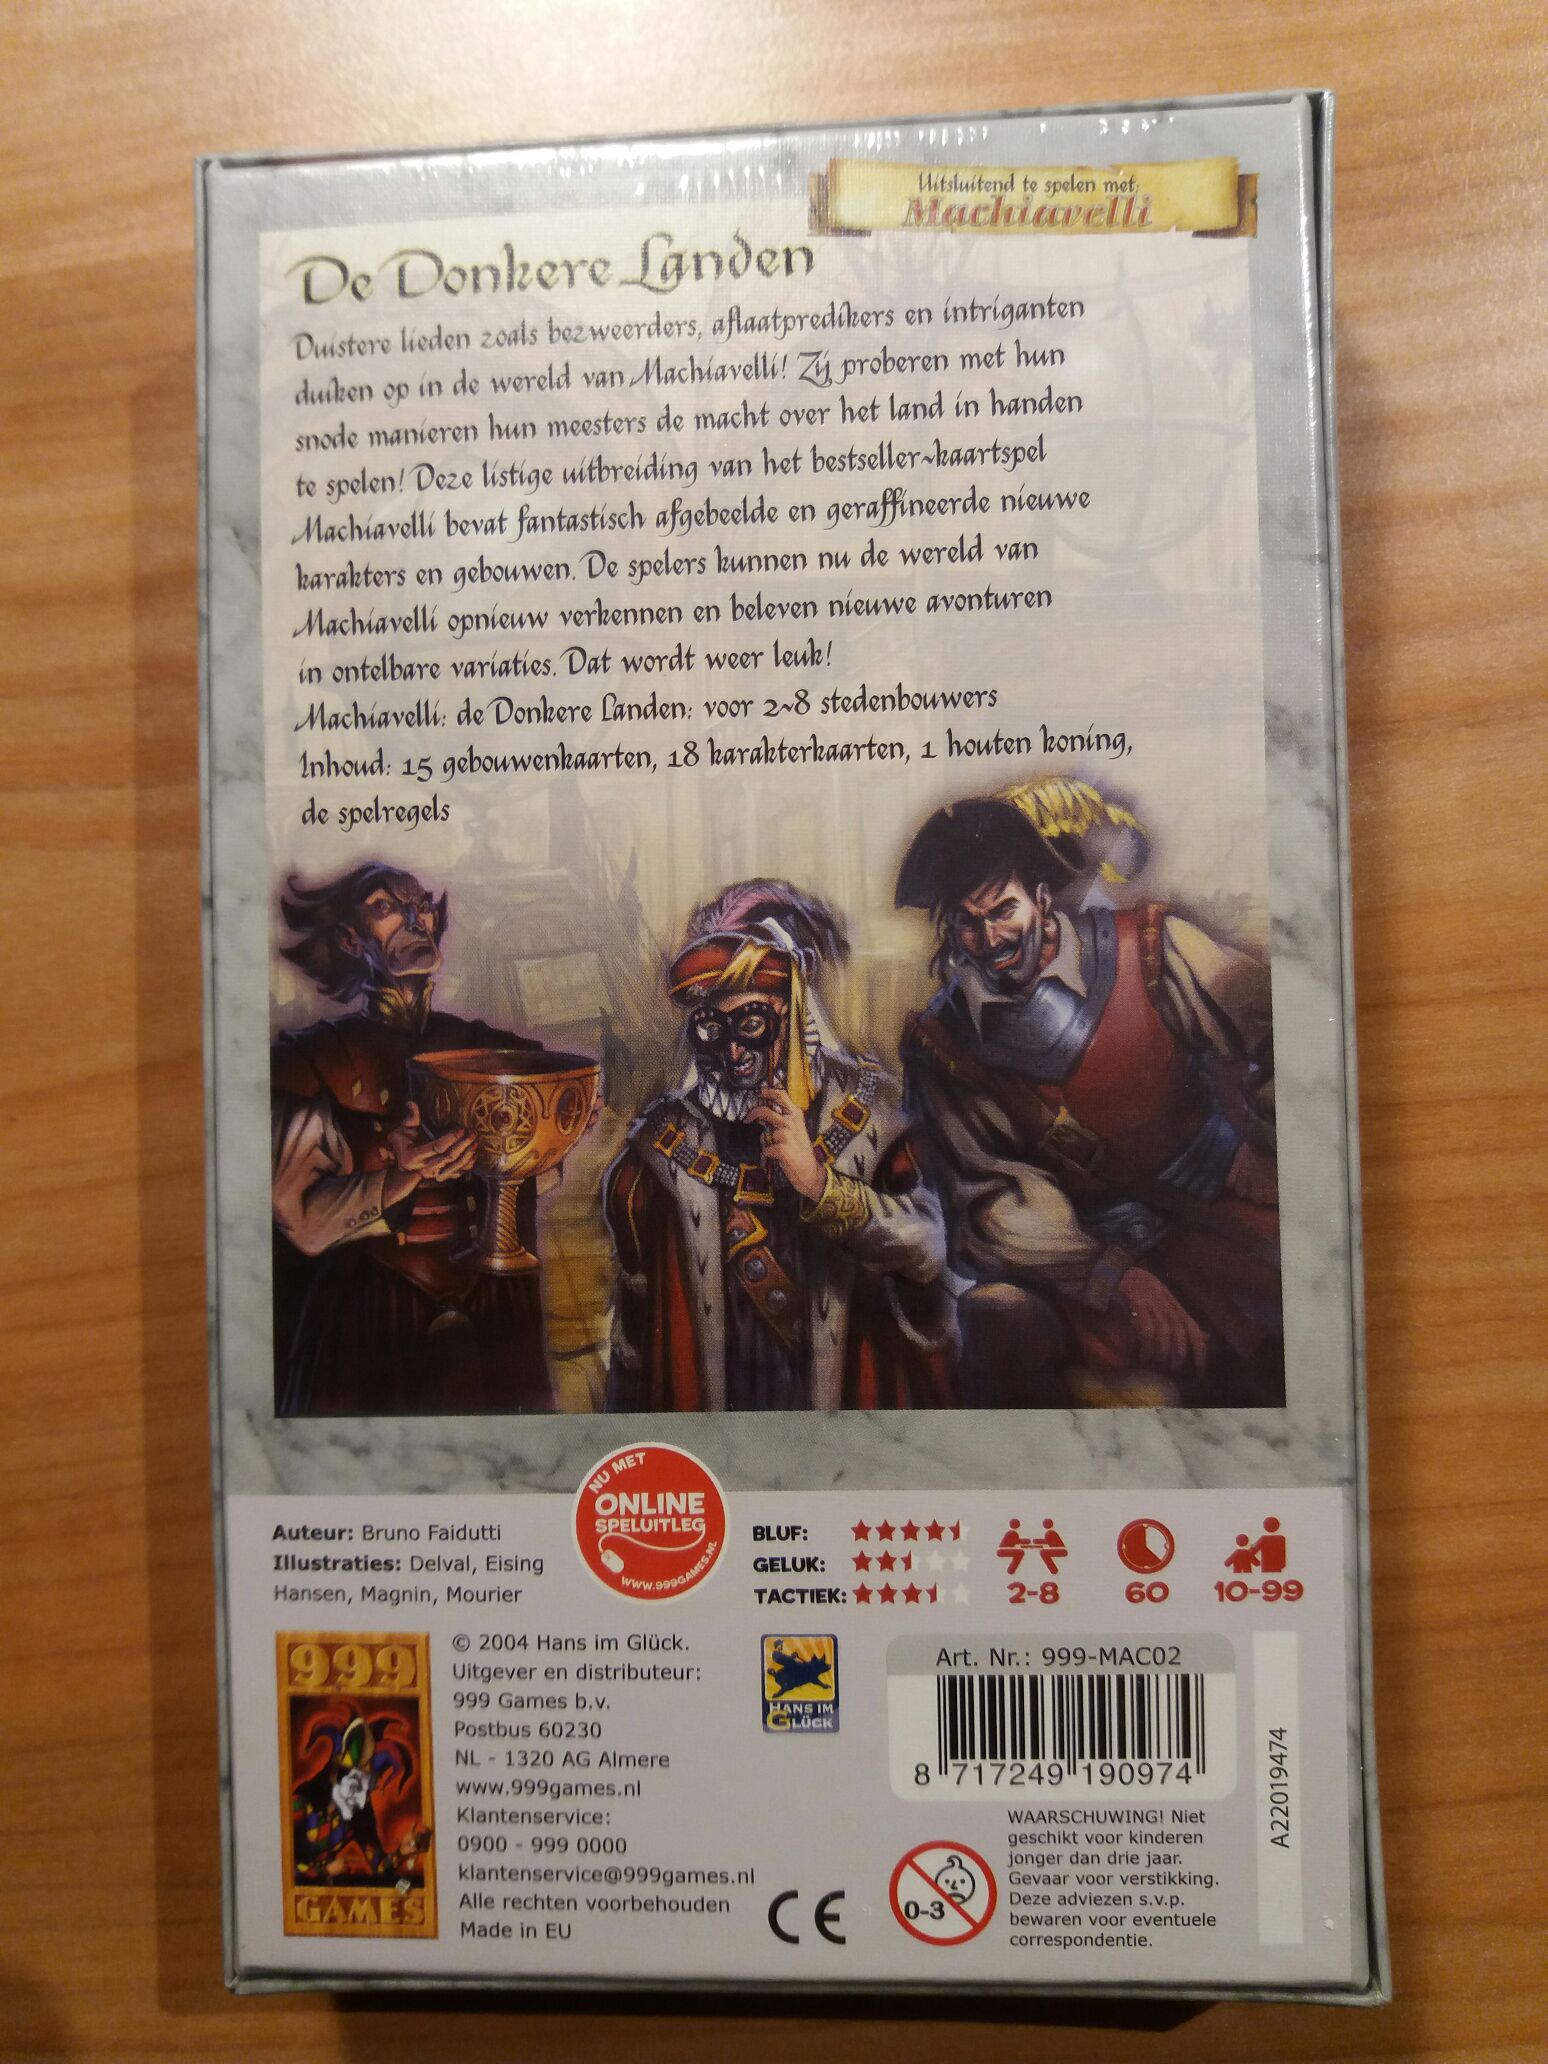 Uitsluitend te spelen met:
Machiavelli
De Donkere Landen
Duistere lieden zoals bezweerders, aflaatpredikers en intriganten
duiken op in de wereld van Machiavelli! Zij proberen met hun
snode manieren hun meesters de macht over het land in handen
te spelen! Deze listige uitbreiding van het bestseller~kaartspel
Machiavelli bevat fantastisch afgebeelde en geraffineerde nieuwe
karakters en gebouwen. De spelers kunnen nu de wereld van
Machiavelli opnieuw verkennen en beleven nieuwe avonturen
in ontelbare variaties. Dat wordt weer leuk!
Machiavelli: de Donkere Landen: voor 2~8 stedenbouwers
Inhoud: 15 gebouwenkaarten, 18 karakterkaarten, 1 houten koning,
de spelregels
NU MET
ONLINE
SPELUITLEG
WWW.999GAMES.NL
Auteur: Bruno Faidutti
Illustraties: Delval, Eising
Hansen, Magnin, Mourier
BLUF:
GELUK:
TACTIEK:
2-8
60
10-99
999
GAMES
© 2004 Hans im Glück.
Uitgever en distributeur:
999 Games b.v.
Postbus 60230
NL - 1320 AG Almere
www.999games.nl
Klantenservice:
0900 - 999 0000
klantenservice@999games.nl
Alle rechten voorbehouden
Made in EU
HANS IM
GLÜCK
CE
Art. Nr.: 999-MAC02
8 717249 190974
A22019474
0-3
WAARSCHUWING! Niet
geschikt voor kinderen
jonger dan drie jaar.
Gevaar voor verstikking.
Deze adviezen s.v.p.
bewaren voor eventuele
correspondentie.